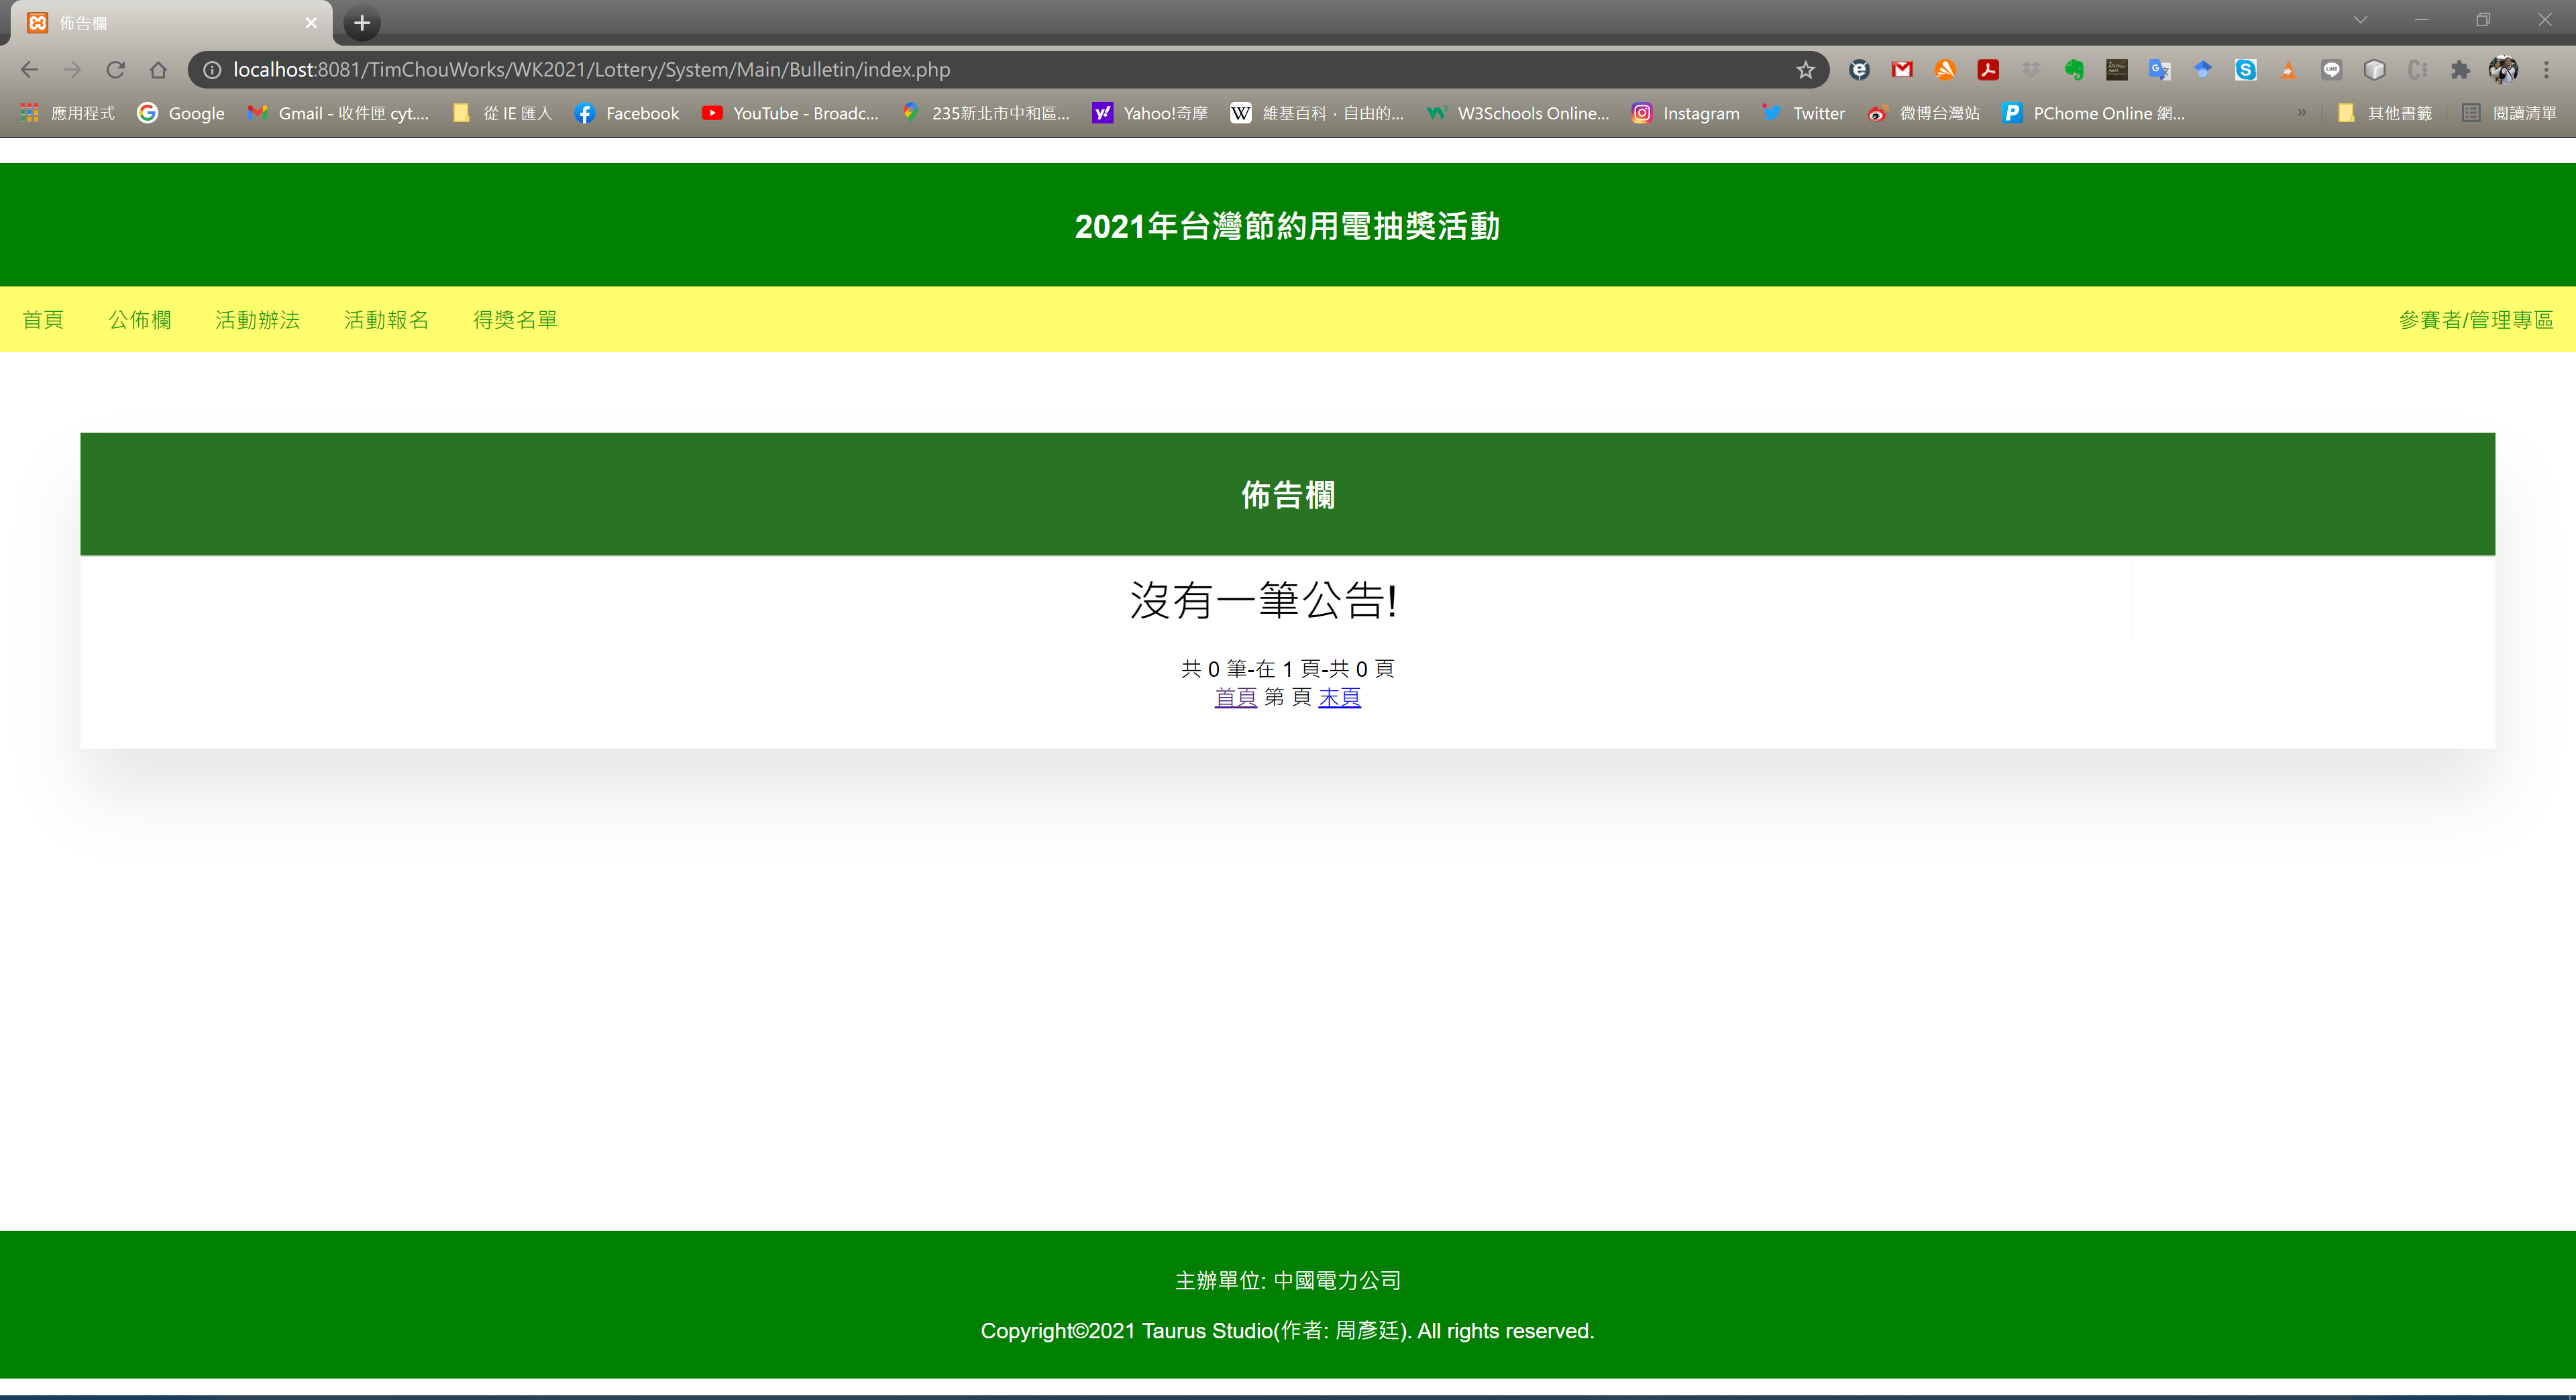 佈告欄
localhost:8081/TimChouWorks/WK2021/Lottery/System/Main/Bulletin/index.php
應用程式 Google Gmail - 收件匣 cyt.... 從 IE 匯入 Facebook YouTube - Broadc... 235新北市中和區... Yahoo!奇摩 維基百科，自由的... W3Schools Online... Instagram Twitter 微博台灣站 PChome Online 網... » 其他書籤 閱讀清單
2021年台灣節約用電抽獎活動
首頁 公佈欄 活動辦法 活動報名 得獎名單 參賽者/管理專區
佈告欄
沒有一筆公告!
共 0 筆-在 1 頁-共 0 頁
首頁 第 頁 末頁
主辦單位: 中國電力公司
Copyright©2021 Taurus Studio(作者: 周彥廷). All rights reserved.